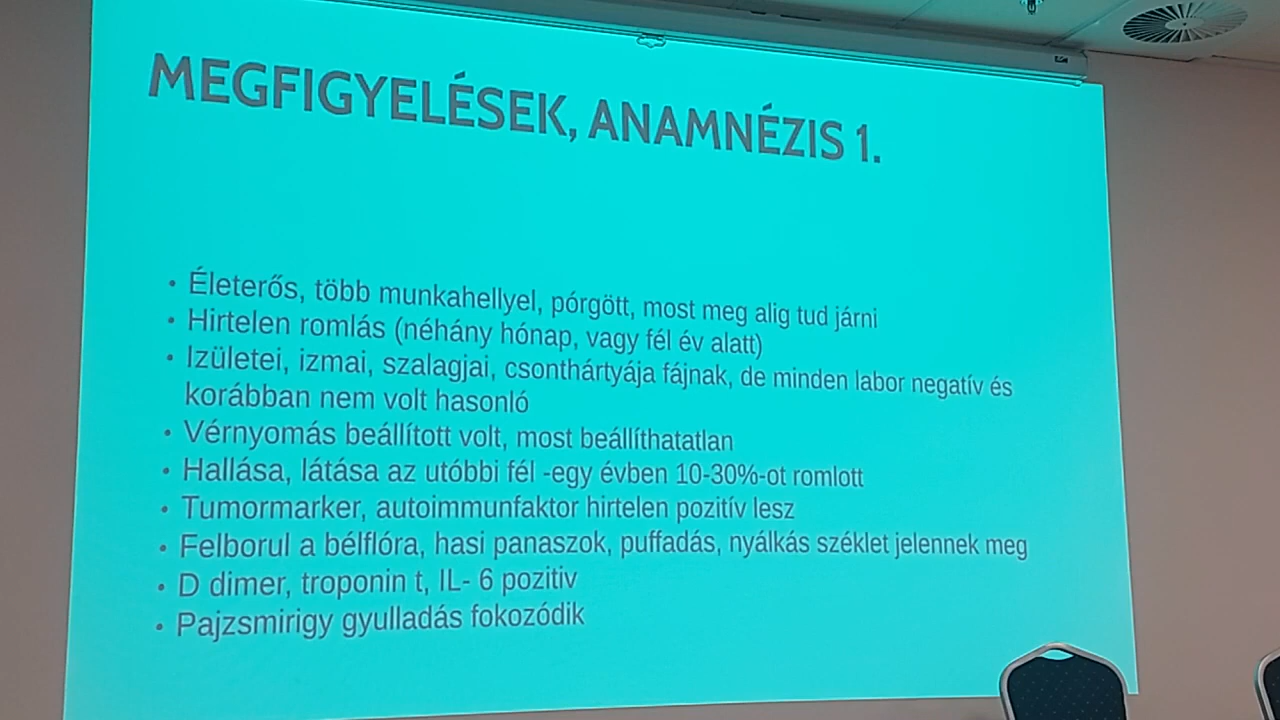 MEGFIGYELÉSEK, ANAMNÉZIS 1.
• Életerős, több munkahellyel, pórgött, most meg alig tud járni
• Hirtelen romlás (néhány hónap, vagy fél év alatt)
• Izületei, izmai, szalagjai, csonthártyája fájnak, de minden labor negatív és
korábban nem volt hasonló
• Vérnyomás beállított volt, most beállíthatatlan
• Hallása, látása az utóbbi fél -egy évben 10-30%-ot romlott
• Tumormarker, autoimmunfaktor hirtelen pozitív lesz
• Felborul a bélflóra, hasi panaszok, puffadás, nyálkás széklet jelennek meg
• D dimer, troponin t, IL- 6 pozitiv
• Pajzsmirigy gyulladás fokozódik